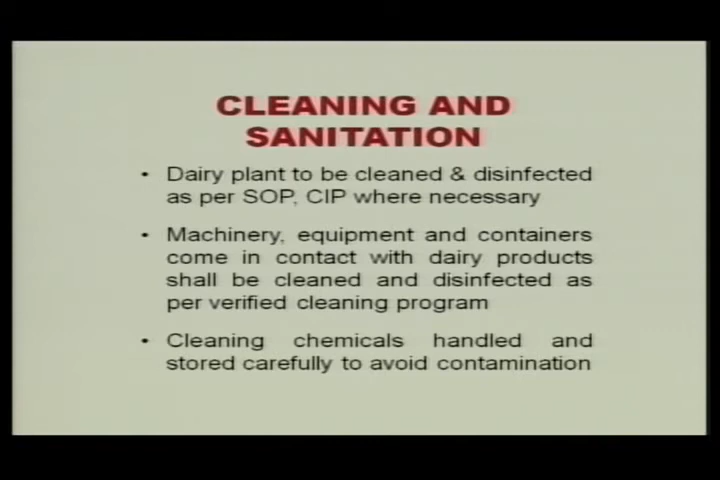 CLEANING AND
SANITATION
• Dairy plant to be cleaned & disinfected
as per SOP, CIP where necessary
• Machinery, equipment and containers
come in contact with dairy products
shall be cleaned and disinfected as
per verified cleaning program
• Cleaning chemicals handled and
stored carefully to avoid contamination